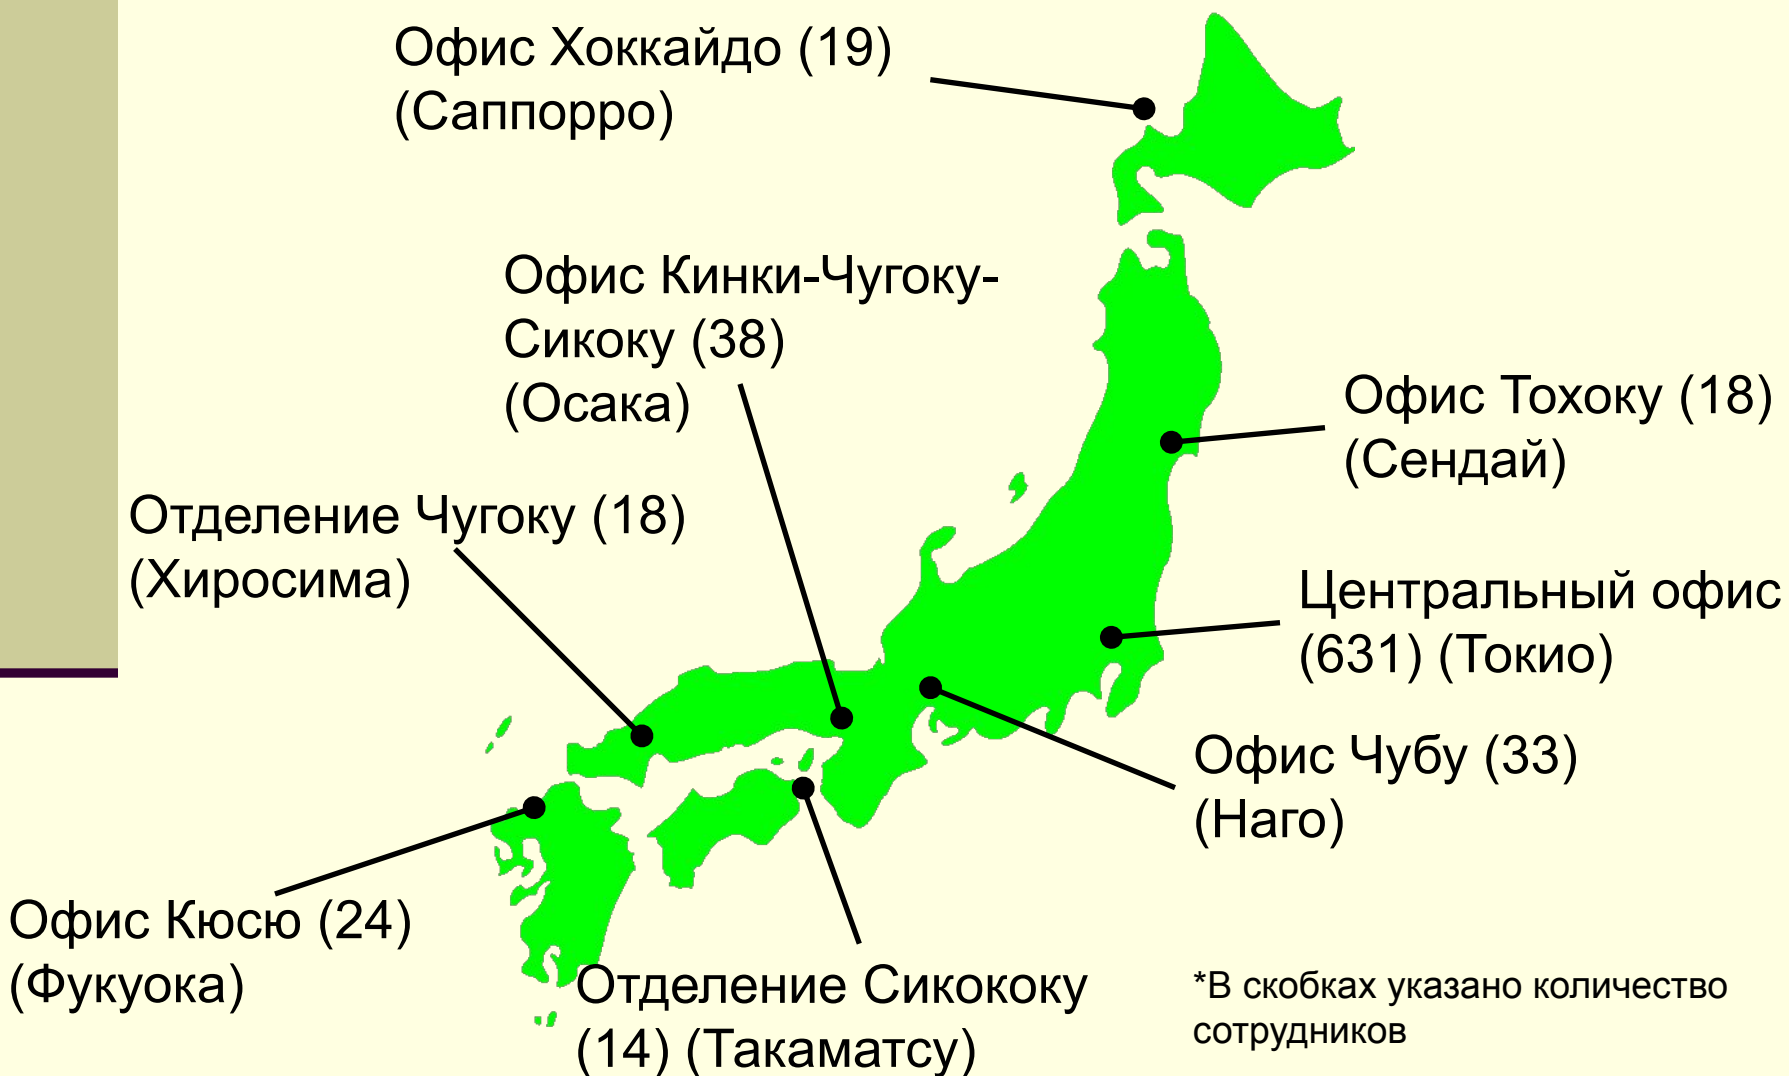 Офис Хоккайдо (19)
(Саппорро)
Офис Кинки-Чугоку-
Сикоку (38)
(Осака)
Офис Тохоку (18)
(Сендай)
Отделение Чугоку (18)
(Хиросима)
Центральный офис
(631) (Токио)
Офис Чубу (33)
(Наго)
Офис Кюсю (24)
(Фукуока)
Отделение Сикококу
(14) (Такаматсу)
*В скобках указано количество
сотрудников